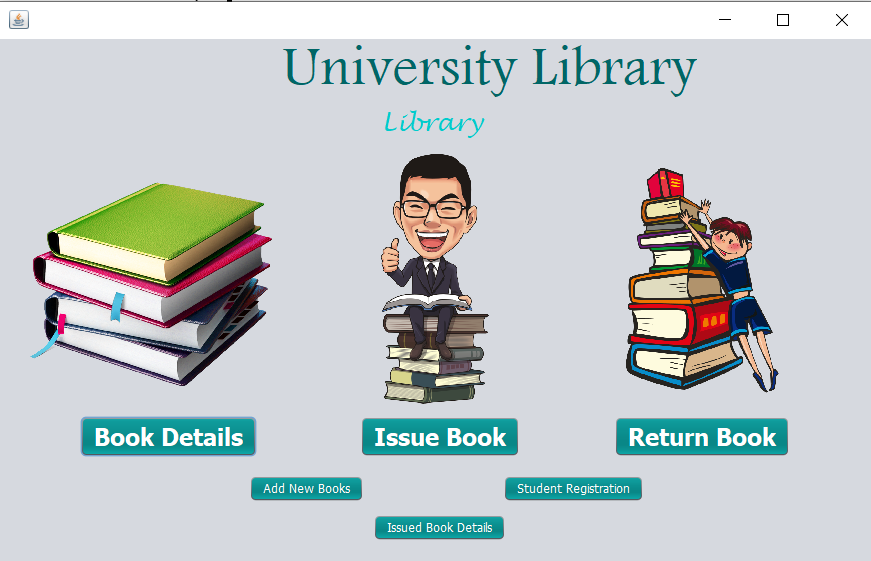 University Library
Library
Book Details
Issue Book
Return Book
Add New Books
Student Registration
Issued Book Details